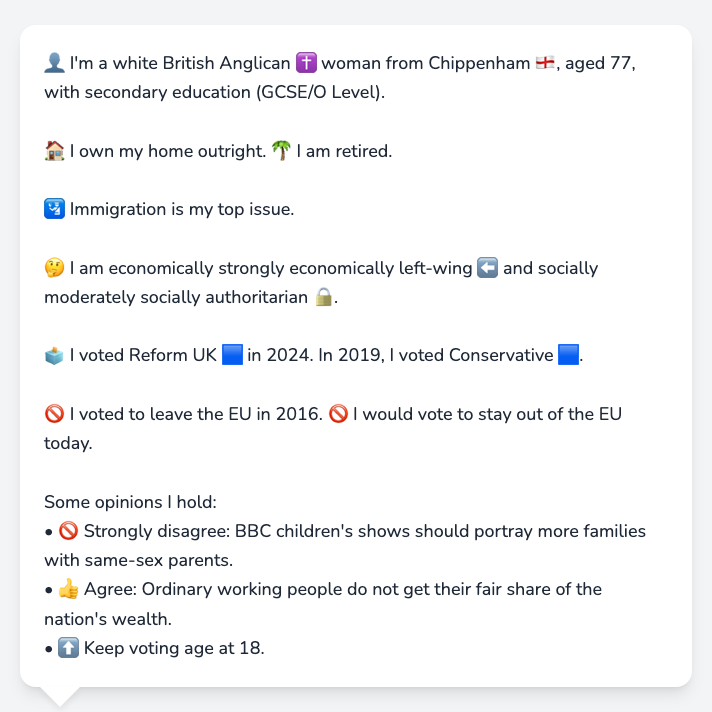 👤 I'm a white British Anglican ✝️ woman from Chippenham 🏴󠁧󠁢󠁥󠁮󠁧󠁿, aged 77,
with secondary education (GCSE/O Level).
🏠 I own my home outright. 🌴 I am retired.
🛂 Immigration is my top issue.
🤔 I am economically strongly economically left-wing ⬅️ and socially
moderately socially authoritarian 🔒.
🗳️ I voted Reform UK 🟦 in 2024. In 2019, I voted Conservative 🟦.
🚫 I voted to leave the EU in 2016. 🚫 I would vote to stay out of the EU
today.
Some opinions I hold:
• 🚫 Strongly disagree: BBC children's shows should portray more families
with same-sex parents.
• 👍 Agree: Ordinary working people do not get their fair share of the
nation's wealth.
• ⬆️ Keep voting age at 18.